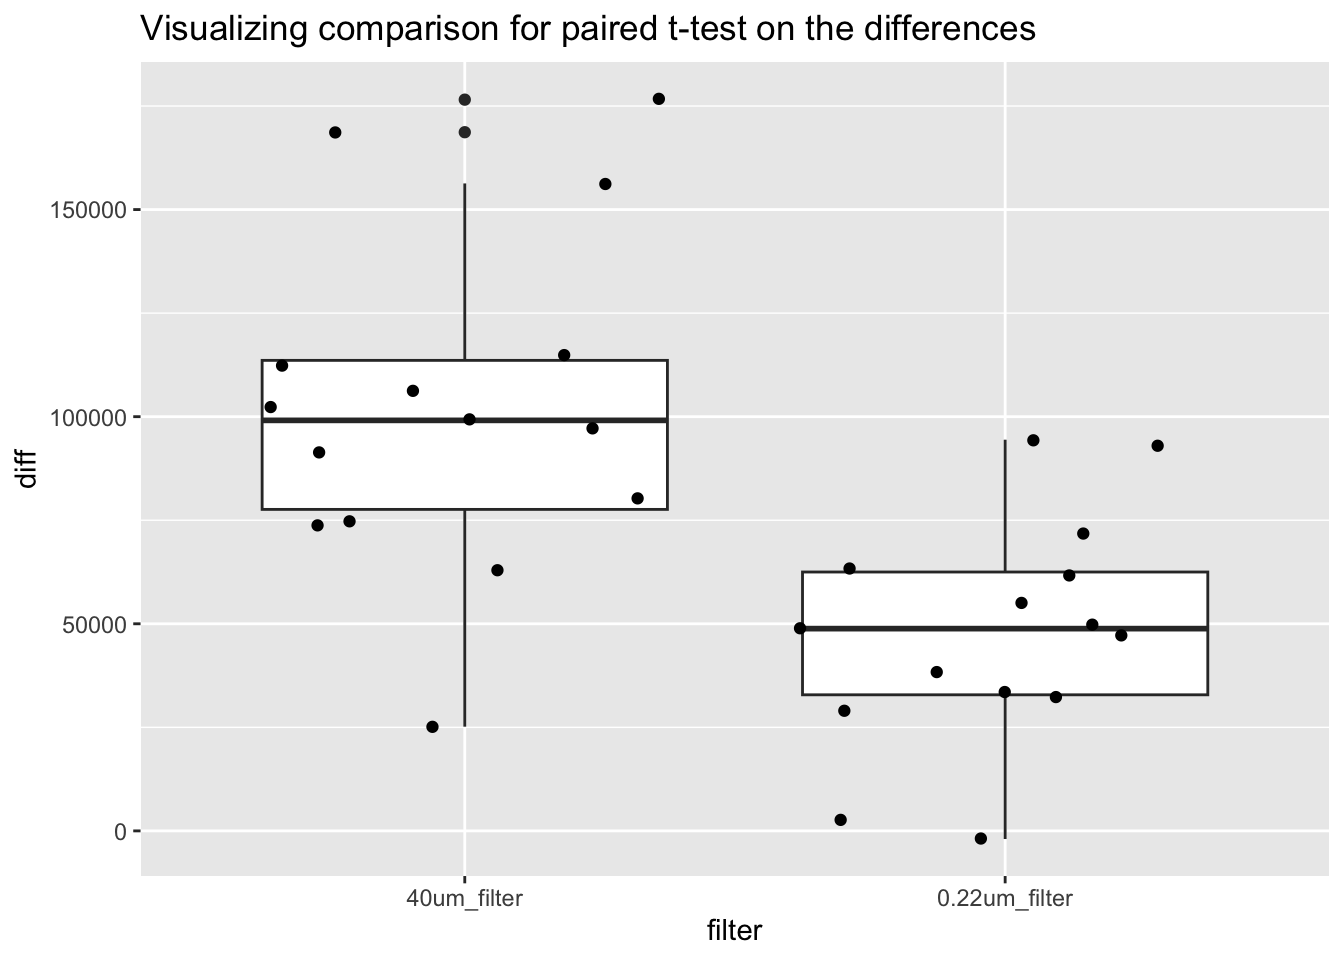 Visualizing comparison for paired t-test on the differences
150000
100000
50000
0
diff
40um_filter
0.22um_filter
filter